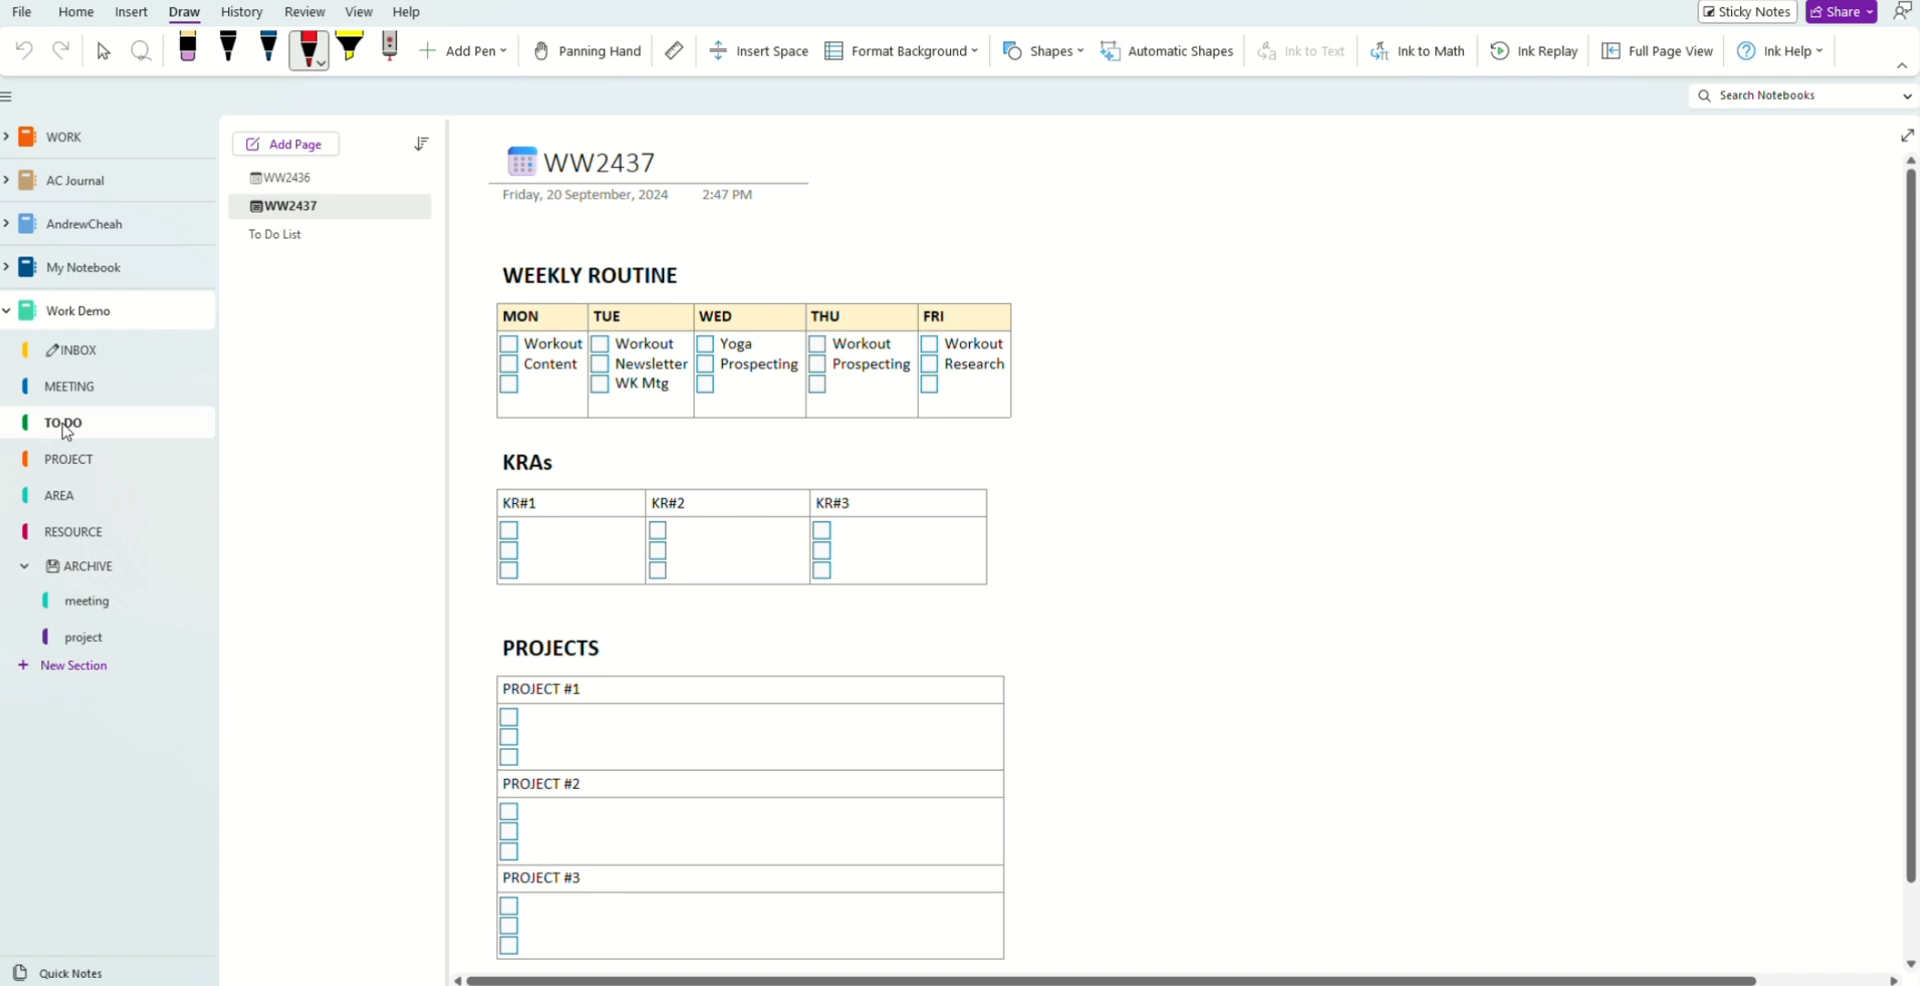 File Home Insert Draw History Review View Help
Sticky Notes Share
Add Pen Panning Hand Insert Space Format Background Shapes Automatic Shapes Ink to Text Ink to Math Ink Replay Full Page View Ink Help
Search Notebooks
WORK
AC Journal
AndrewCheah
My Notebook
Work Demo
INBOX
MEETING
TO DO
PROJECT
AREA
RESOURCE
ARCHIVE
meeting
project
+ New Section
Quick Notes
Add Page
WW2436
WW2437
To Do List
WW2437
Friday, 20 September, 2024 2:47 PM
WEEKLY ROUTINE
MON TUE WED THU FRI
Workout Workout Yoga Workout Workout
Content Newsletter Prospecting Prospecting Research
WK Mtg
KRAs
KR#1 KR#2 KR#3
PROJECTS
PROJECT #1
PROJECT #2
PROJECT #3